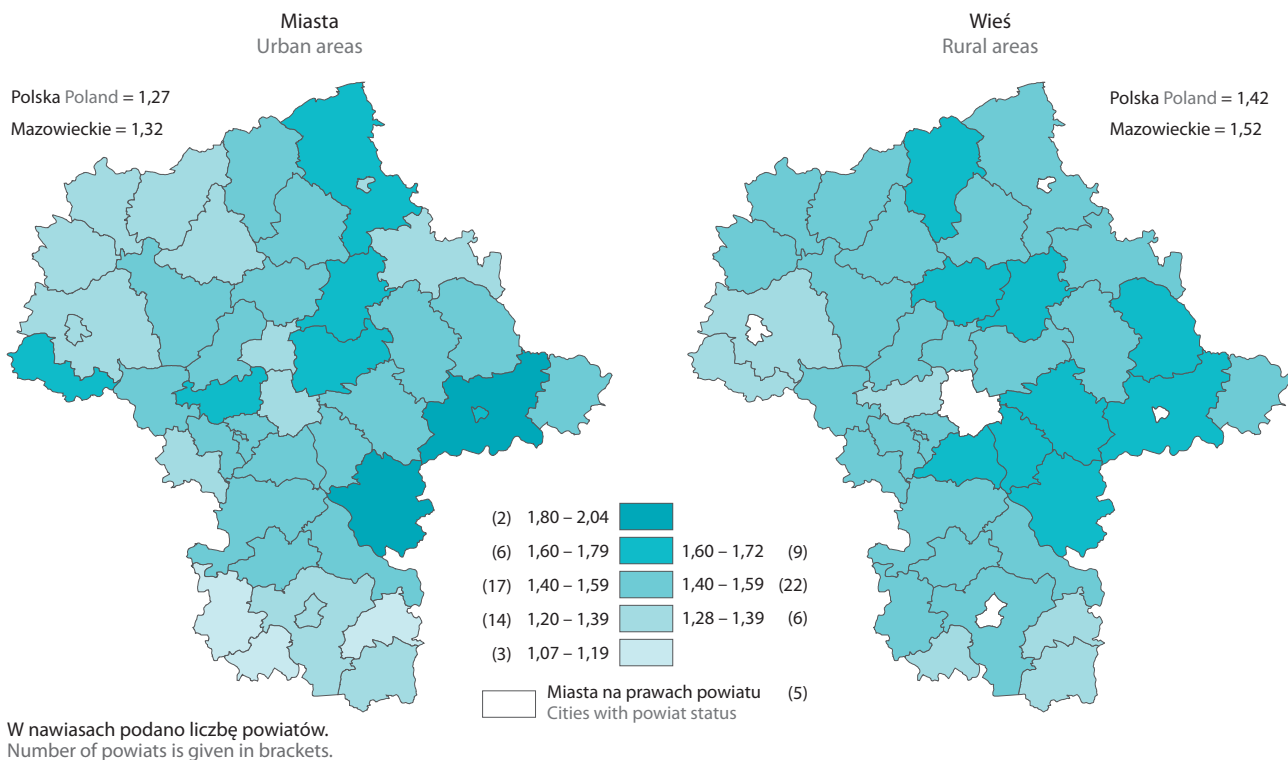 Miasta
Urban areas
Polska Poland = 1,27
Mazowieckie = 1,32
Wieś
Rural areas
Polska Poland = 1,42
Mazowieckie = 1,52
(2) 1,80 – 2,04
(6) 1,60 – 1,79 1,60 – 1,72 (9)
(17) 1,40 – 1,59 1,40 – 1,59 (22)
(14) 1,20 – 1,39 1,28 – 1,39 (6)
(3) 1,07 – 1,19
Miasta na prawach powiatu (5)
Cities with powiat status
W nawiasach podano liczbę powiatów.
Number of powiats is given in brackets.